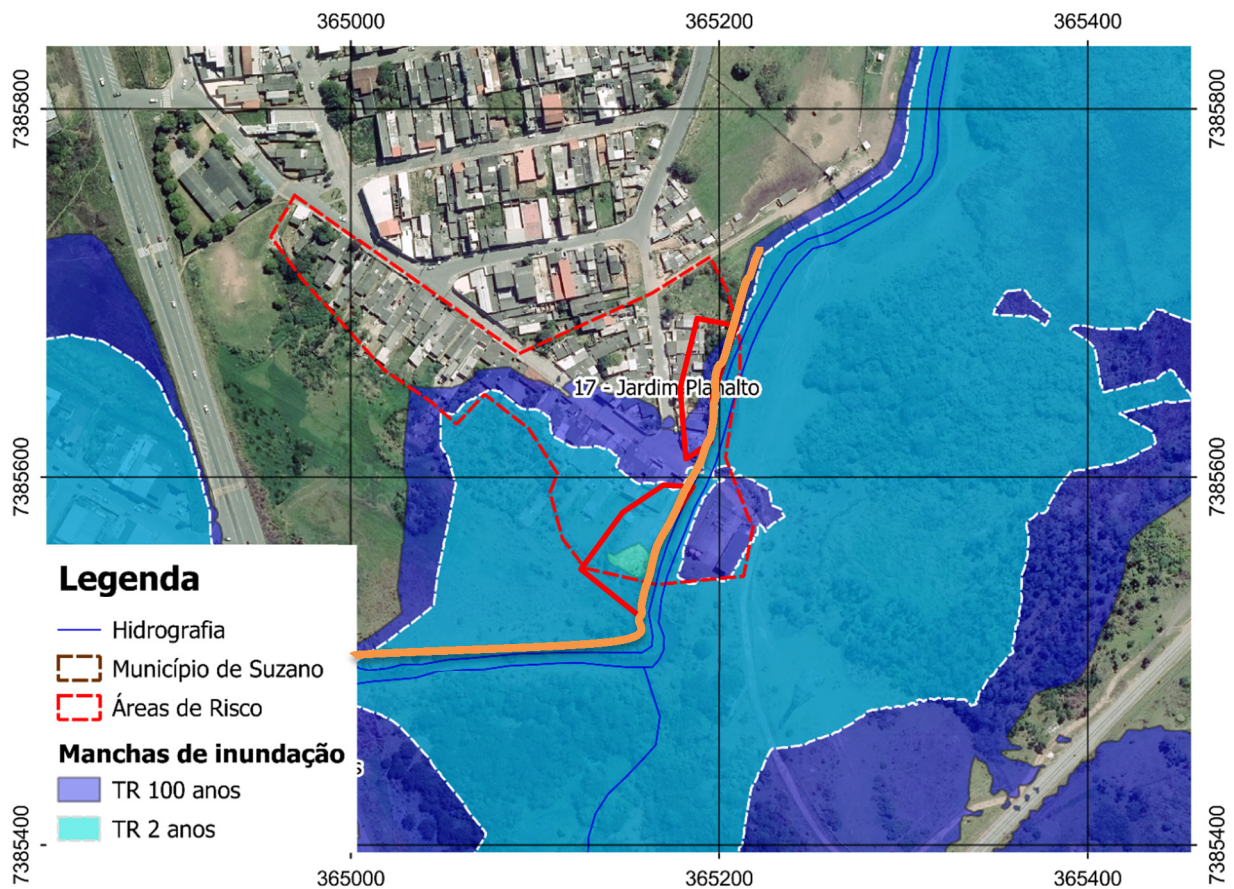 365000 365200 365400
7385800 7385800
17 - Jardim Planalto
7385600 7385600
Legenda
Hidrografia
Município de Suzano
Áreas de Risco
Manchas de inundação
s
TR 100 anos
TR 2 anos
7385400 7385400
365000 365200 365400